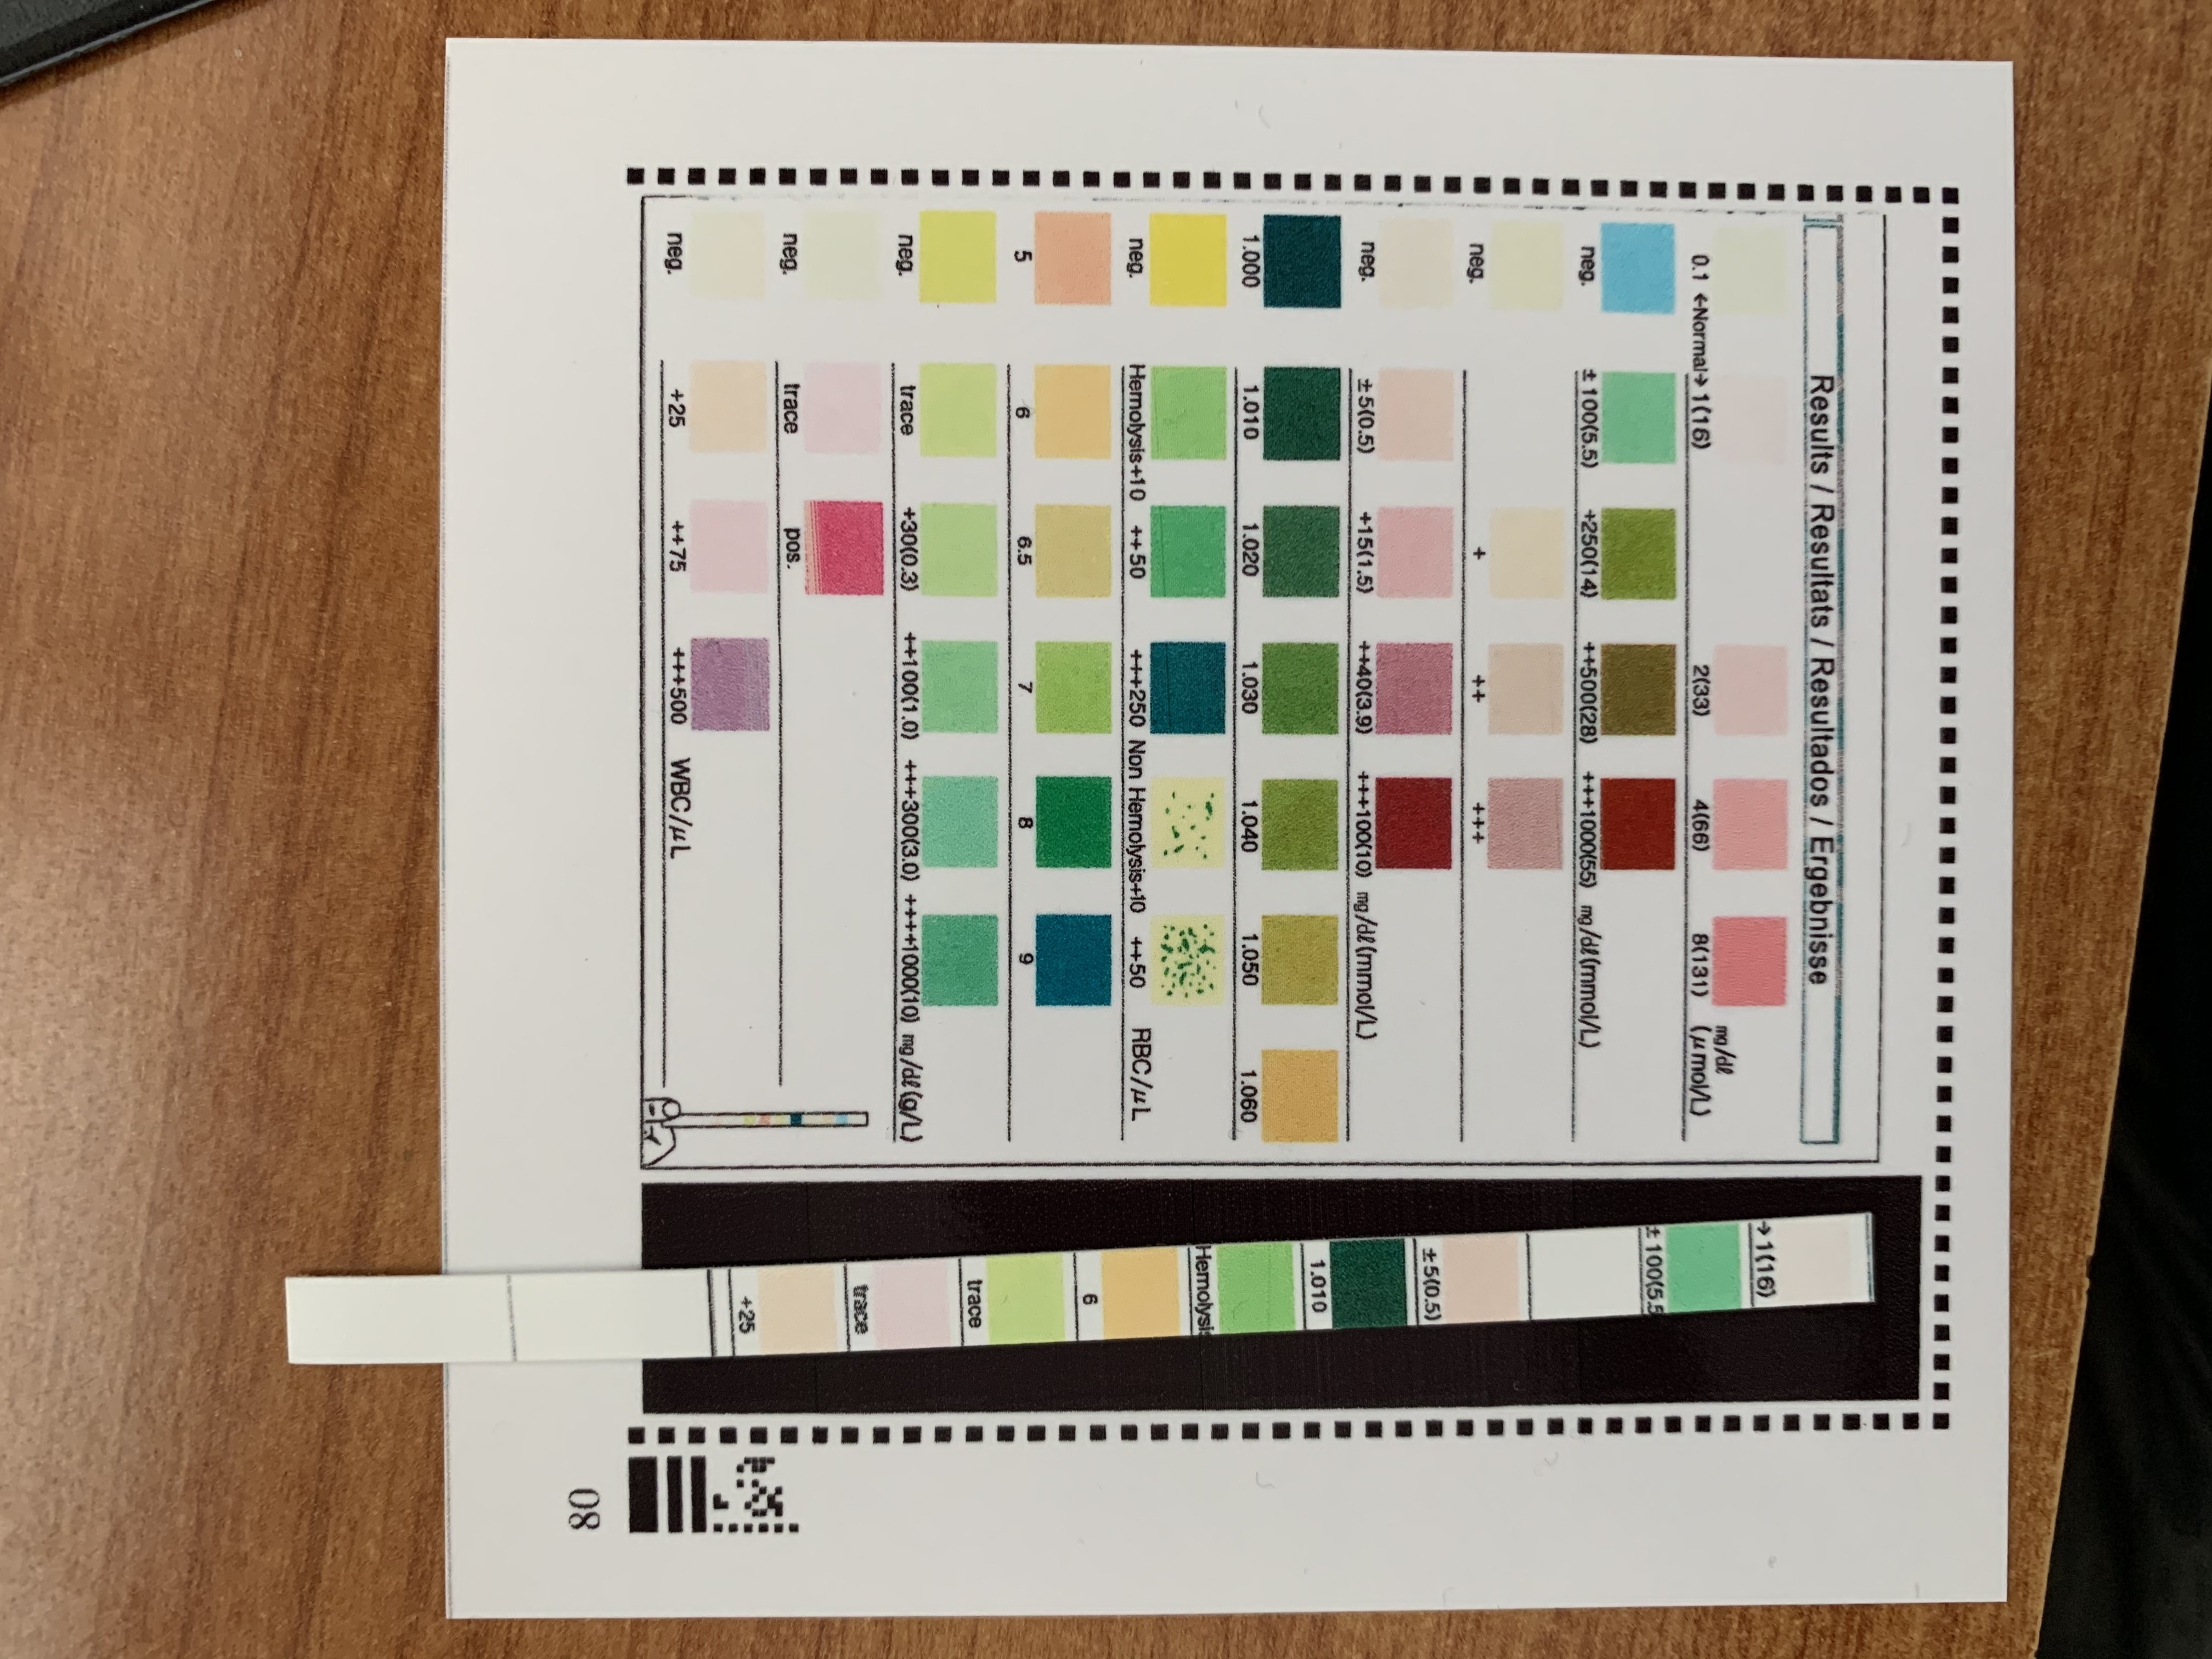 Results / Resultats / Resultados / Ergebnisse
0.1 ←Normal→ 1(16) 2(33) 4(66) 8(131) mg/dℓ
(μmol/L)
neg. ±100(5.5) +250(14) ++500(28) +++1000(55) mg/dℓ(mmol/L)
neg. + ++ +++
neg. ±5(0.5) +15(1.5) ++40(3.9) +++100(10) mg/dℓ(mmol/L)
1.000 1.010 1.020 1.030 1.040 1.050 1.060
neg. Hemolysis+10 ++50 +++250 Non Hemolysis+10 ++50 RBC/μL
5 6 6.5 7 8 9
neg. trace +30(0.3) ++100(1.0) +++300(3.0) ++++1000(10) mg/dℓ(g/L)
neg. trace pos.
neg. +25 ++75 +++500 WBC/μL
→1(16)
±100(5.5
±5(0.5)
1.010
Hemolysis
6
trace
trace
+25
80